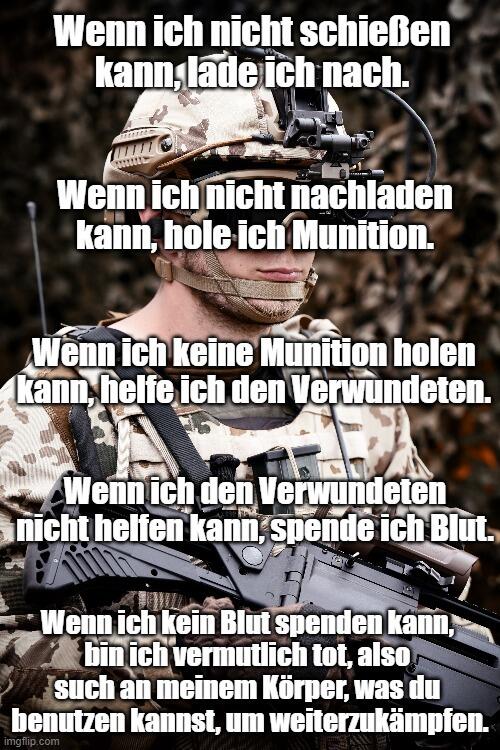 Wenn ich nicht schießen
kann, lade ich nach.
Wenn ich nicht nachladen
kann, hole ich Munition.
Wenn ich keine Munition holen
kann, helfe ich den Verwundeten.
Wenn ich den Verwundeten
nicht helfen kann, spende ich Blut.
Wenn ich kein Blut spenden kann,
bin ich vermutlich tot, also
such an meinem Körper, was du
benutzen kannst, um weiterzukämpfen.
imgflip.com